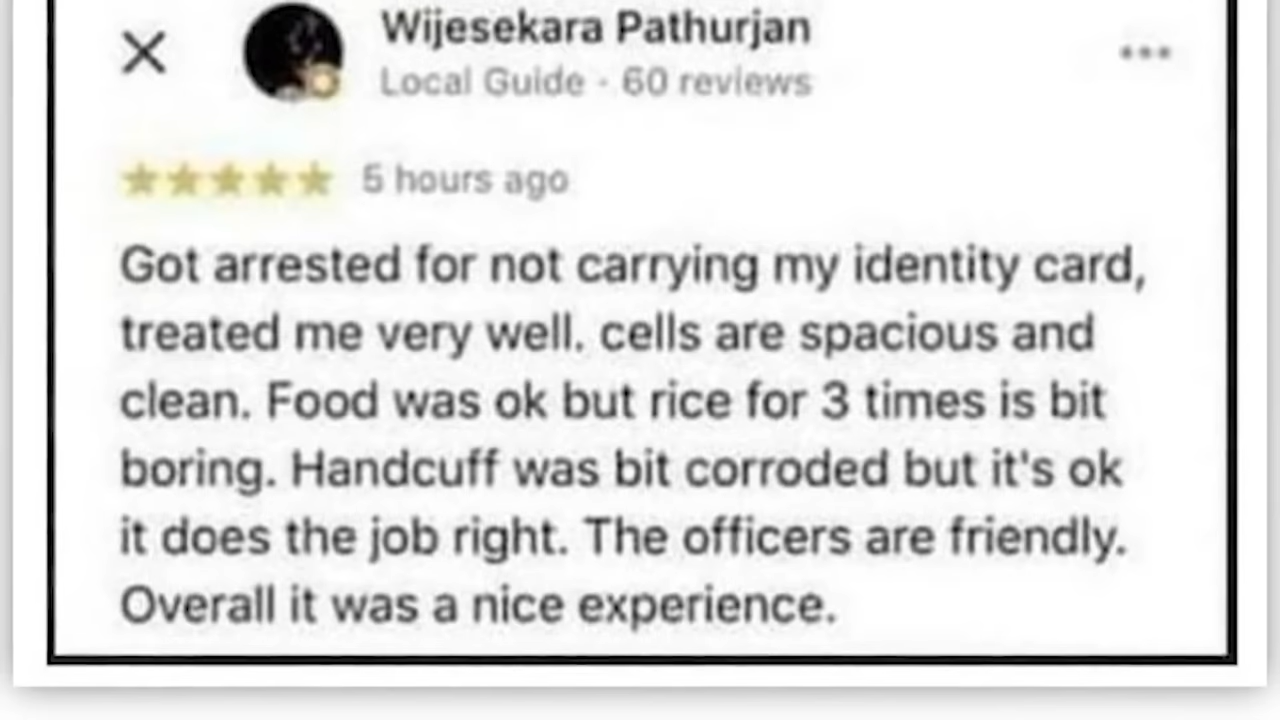 Wijesekara Pathurjan
Local Guide · 60 reviews
5 hours ago
Got arrested for not carrying my identity card,
treated me very well. cells are spacious and
clean. Food was ok but rice for 3 times is bit
boring. Handcuff was bit corroded but it's ok
it does the job right. The officers are friendly.
Overall it was a nice experience.